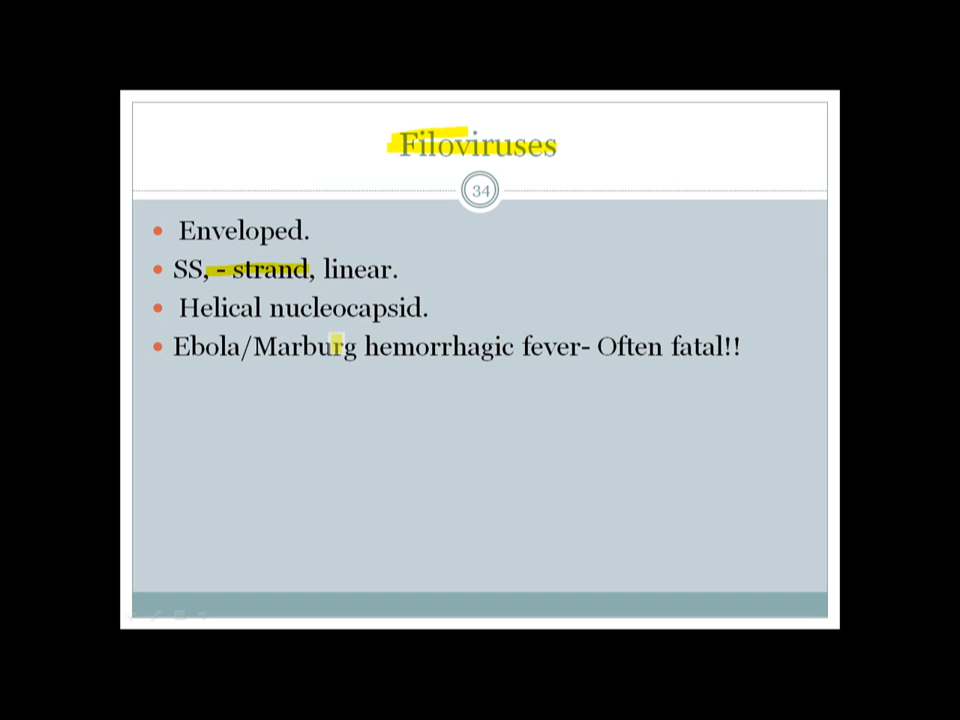 Filoviruses
34
• Enveloped.
• SS, - strand, linear.
• Helical nucleocapsid.
• Ebola/Marburg hemorrhagic fever- Often fatal!!